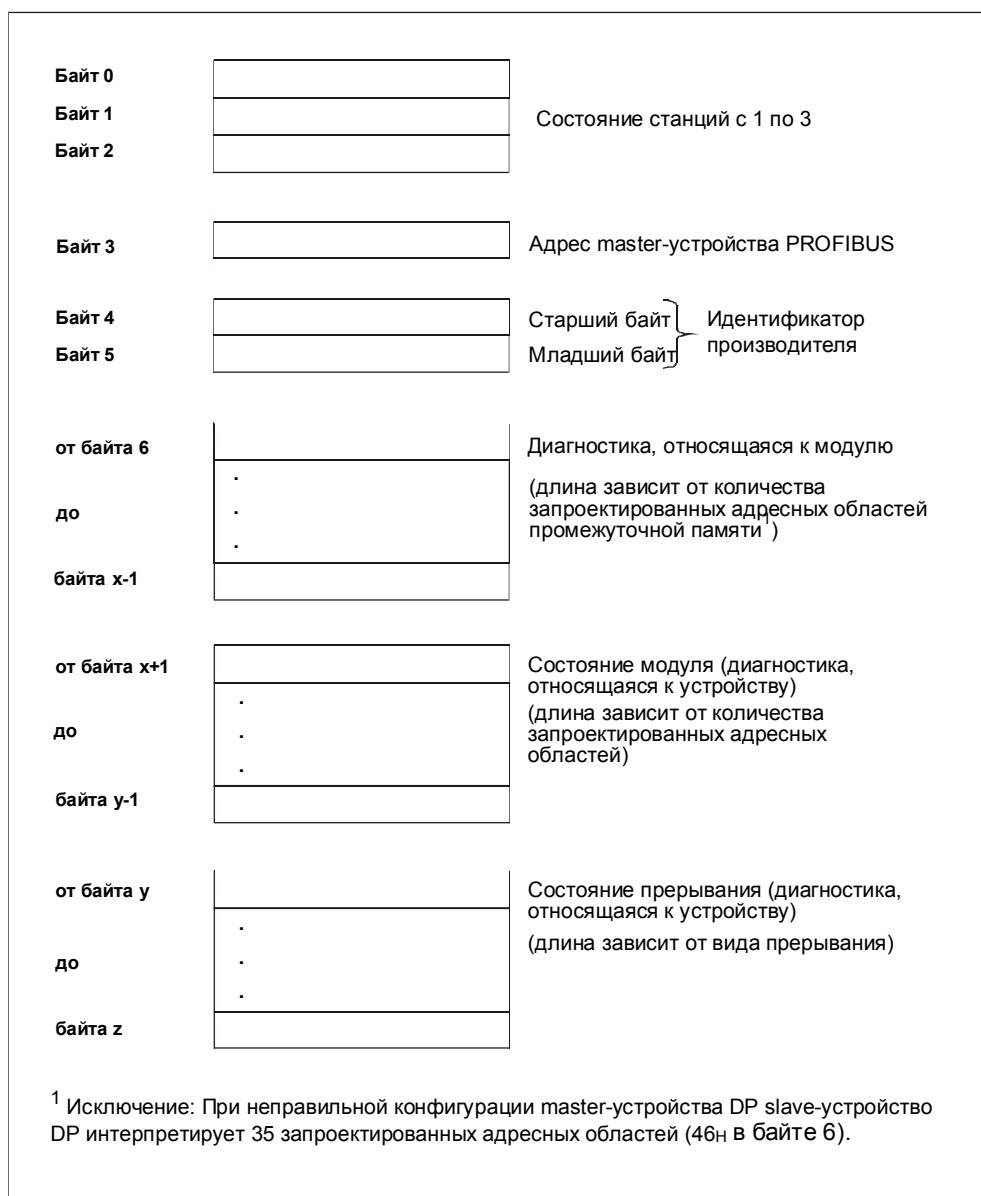 Байт 0
Байт 1
Состояние станций с 1 по 3
Байт 2
Байт 3
Адрес master-устройства PROFIBUS
Байт 4
Старший байт
Байт 5
Младший байт
Идентификатор
производителя
от байта 6
Диагностика, относящаяся к модулю
(длина зависит от количества
запроектированных адресных областей
промежуточной памяти1)
до
байта x-1
от байта x+1
Состояние модуля (диагностика,
относящаяся к устройству)
(длина зависит от количества
запроектированных адресных
областей)
до
байта y-1
от байта y
Состояние прерывания (диагностика,
относящаяся к устройству)
(длина зависит от вида прерывания)
до
байта z
1 Исключение: При неправильной конфигурации master-устройства DP slave-устройство
DP интерпретирует 35 запроектированных адресных областей (46H в байте 6).